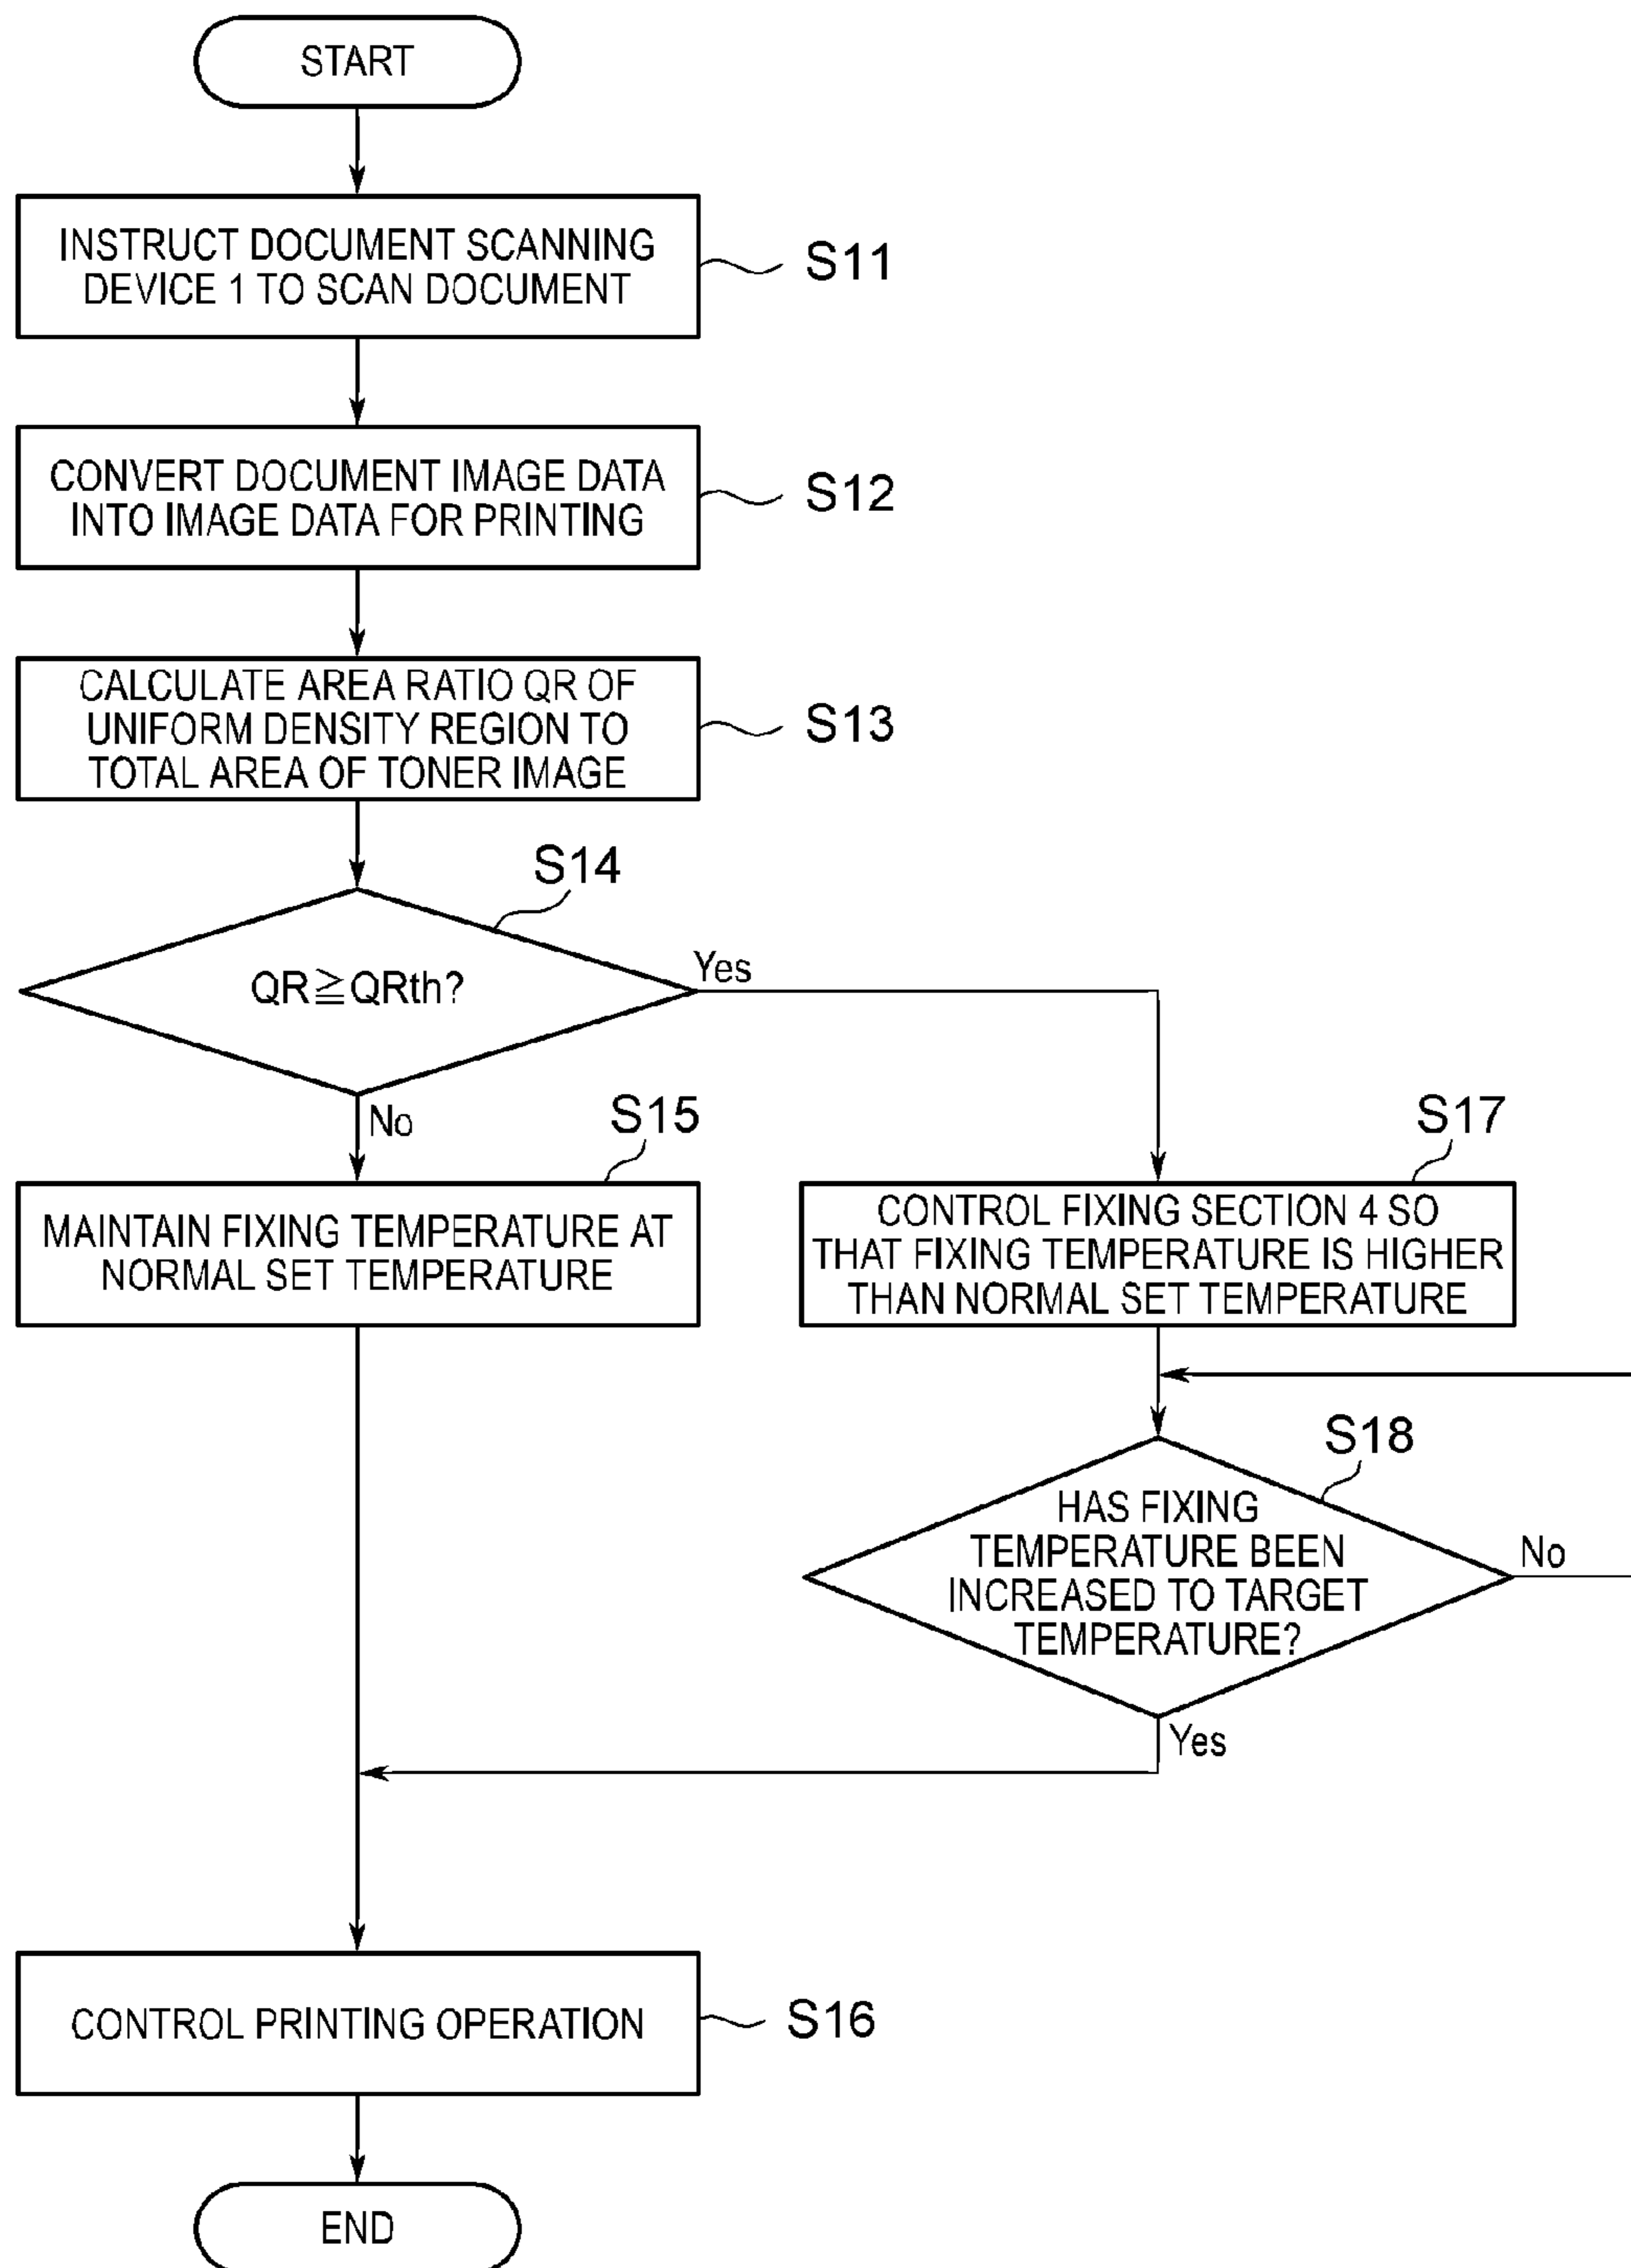 START
INSTRUCT DOCUMENT SCANNING
DEVICE 1 TO SCAN DOCUMENT
S11
CONVERT DOCUMENT IMAGE DATA
INTO IMAGE DATA FOR PRINTING
S12
CALCULATE AREA RATIO QR OF
UNIFORM DENSITY REGION TO
TOTAL AREA OF TONER IMAGE
S13
S14
QR≧QRth?
Yes
No
S15
MAINTAIN FIXING TEMPERATURE AT
NORMAL SET TEMPERATURE
S17
CONTROL FIXING SECTION 4 SO
THAT FIXING TEMPERATURE IS HIGHER
THAN NORMAL SET TEMPERATURE
S18
HAS FIXING
TEMPERATURE BEEN
INCREASED TO TARGET
TEMPERATURE?
No
Yes
CONTROL PRINTING OPERATION
S16
END